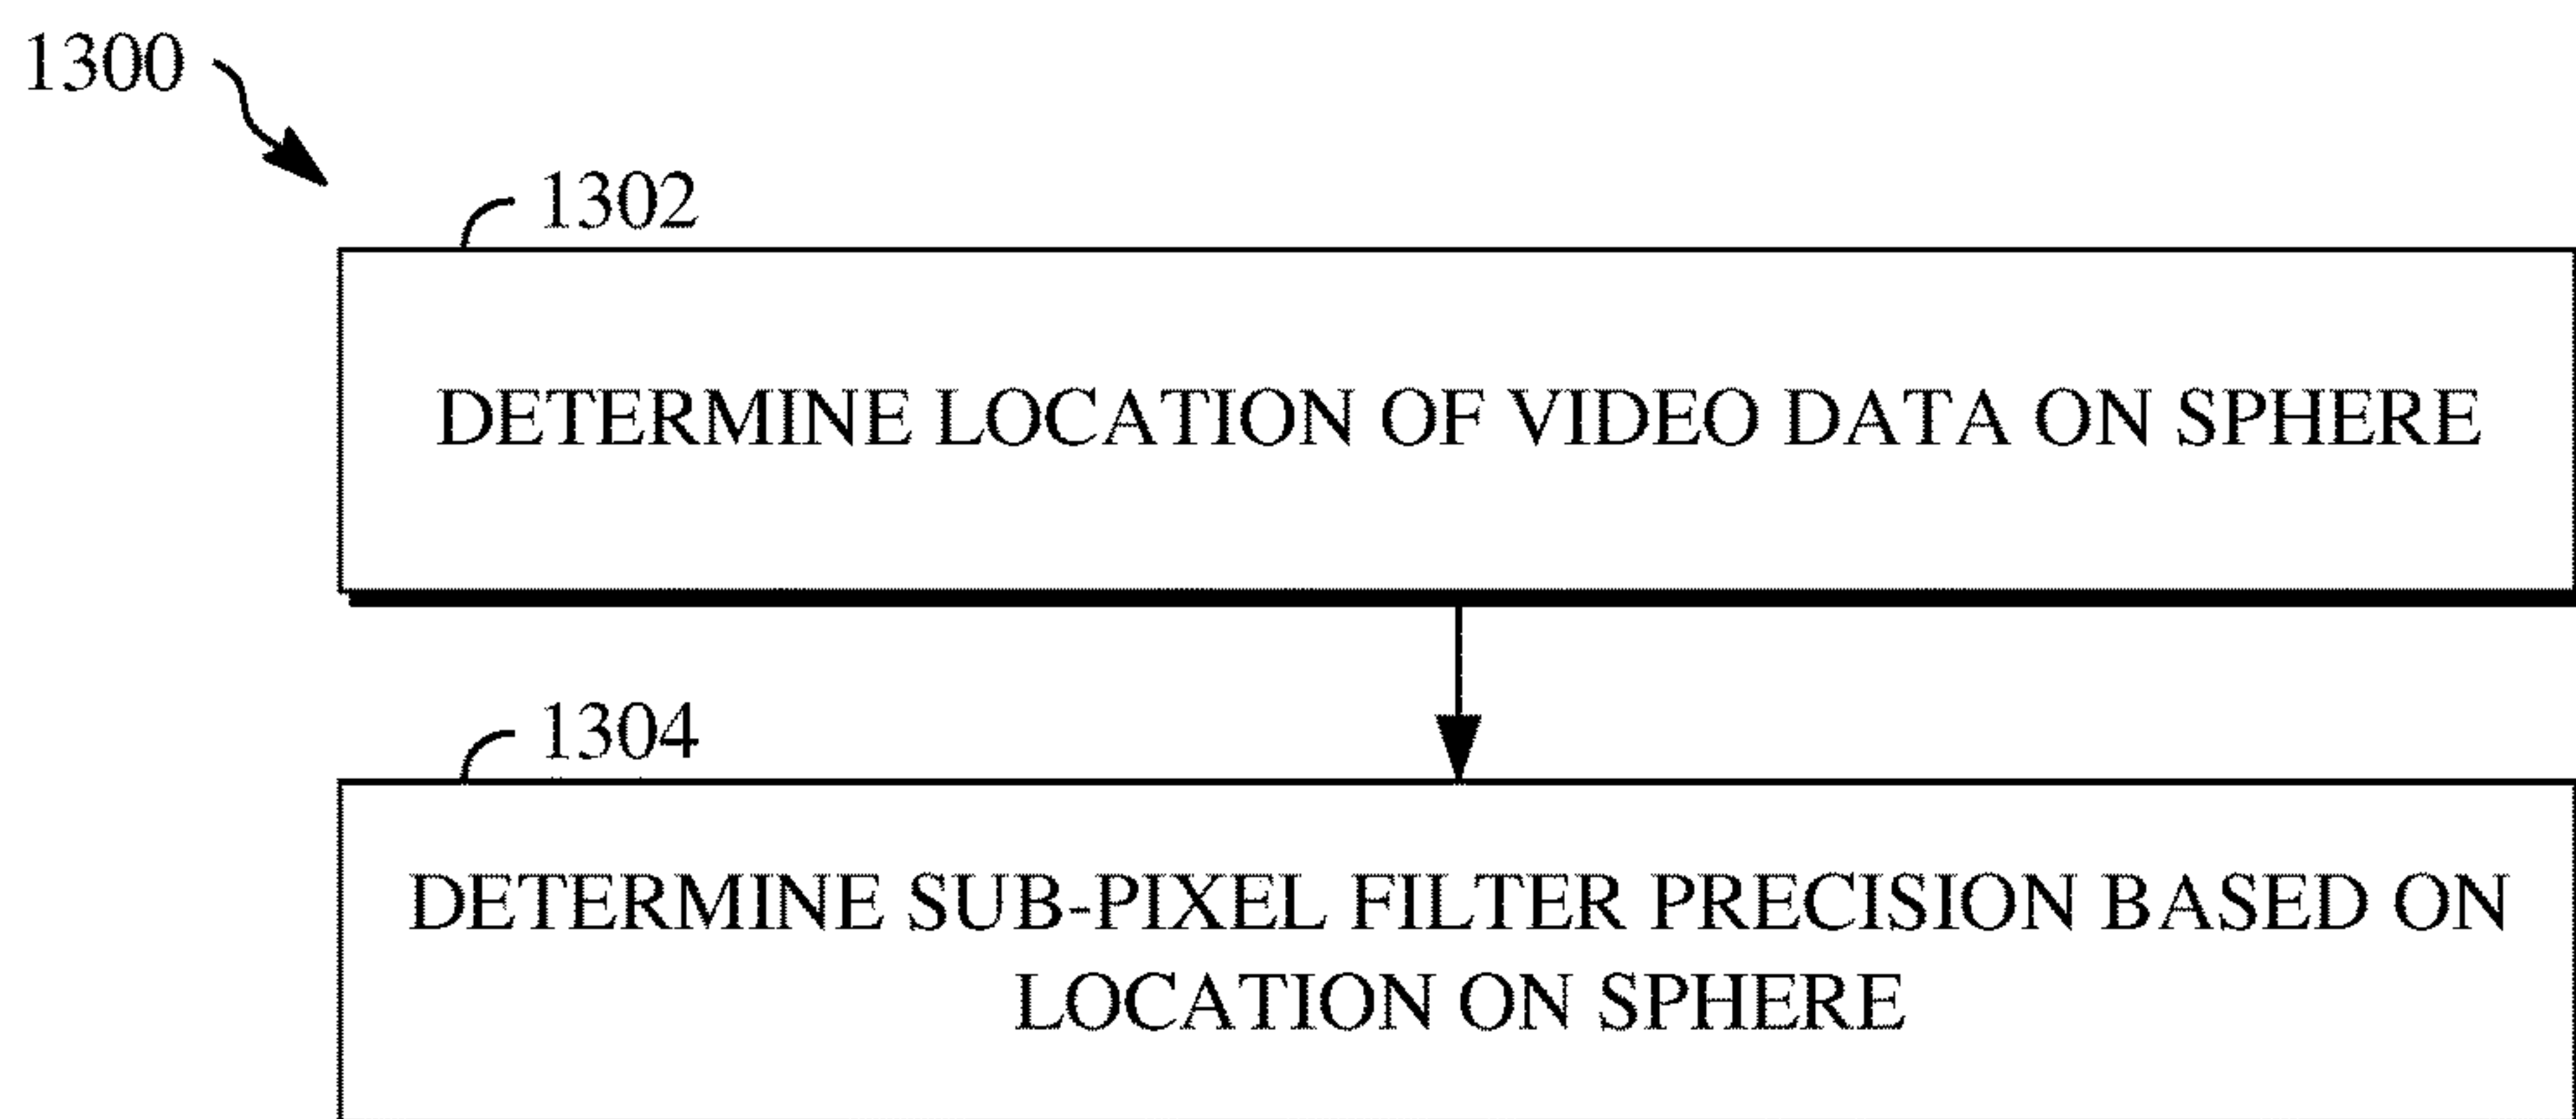 1300
1302
DETERMINE LOCATION OF VIDEO DATA ON SPHERE
1304
DETERMINE SUB-PIXEL FILTER PRECISION BASED ON
LOCATION ON SPHERE